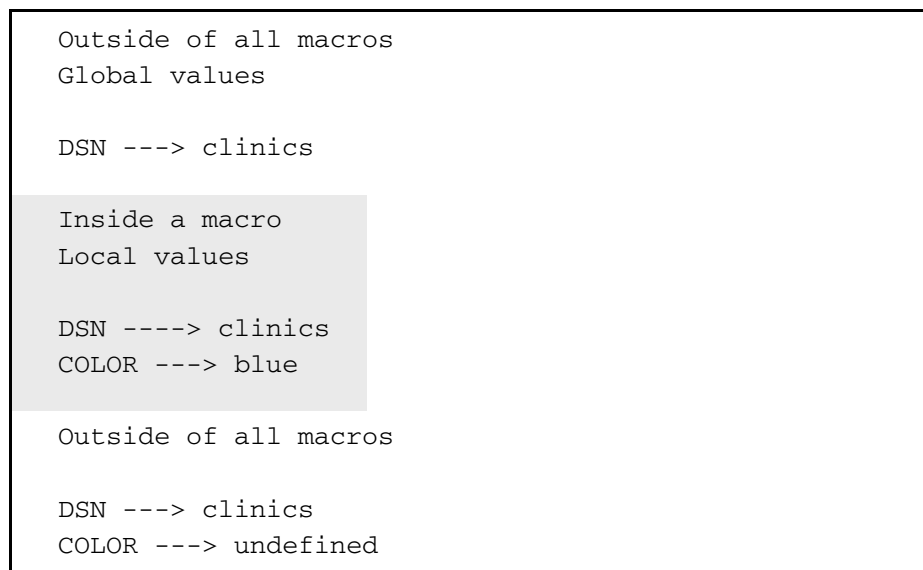 Outside of all macros
Global values
DSN ---> clinics
Inside a macro
Local values
DSN ----> clinics
COLOR ---> blue
Outside of all macros
DSN ---> clinics
COLOR ---> undefined